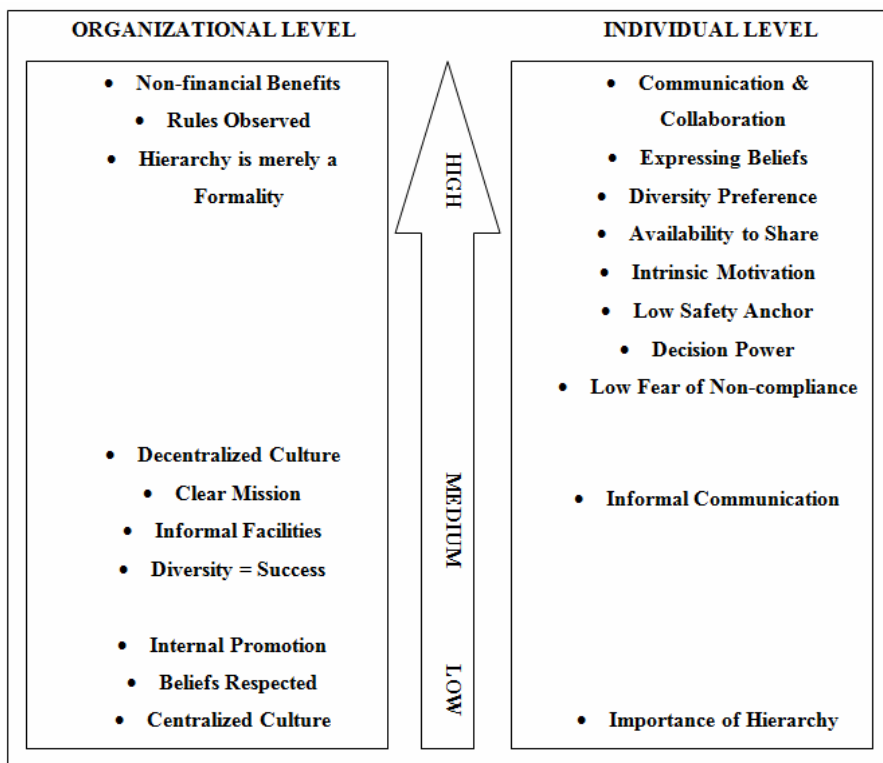 ORGANIZATIONAL LEVEL
• Non-financial Benefits
• Rules Observed
• Hierarchy is merely a
Formality
• Decentralized Culture
• Clear Mission
• Informal Facilities
• Diversity = Success
• Internal Promotion
• Beliefs Respected
• Centralized Culture
HIGH
MEDIUM
LOW
INDIVIDUAL LEVEL
• Communication &
Collaboration
• Expressing Beliefs
• Diversity Preference
• Availability to Share
• Intrinsic Motivation
• Low Safety Anchor
• Decision Power
• Low Fear of Non-compliance
• Informal Communication
• Importance of Hierarchy